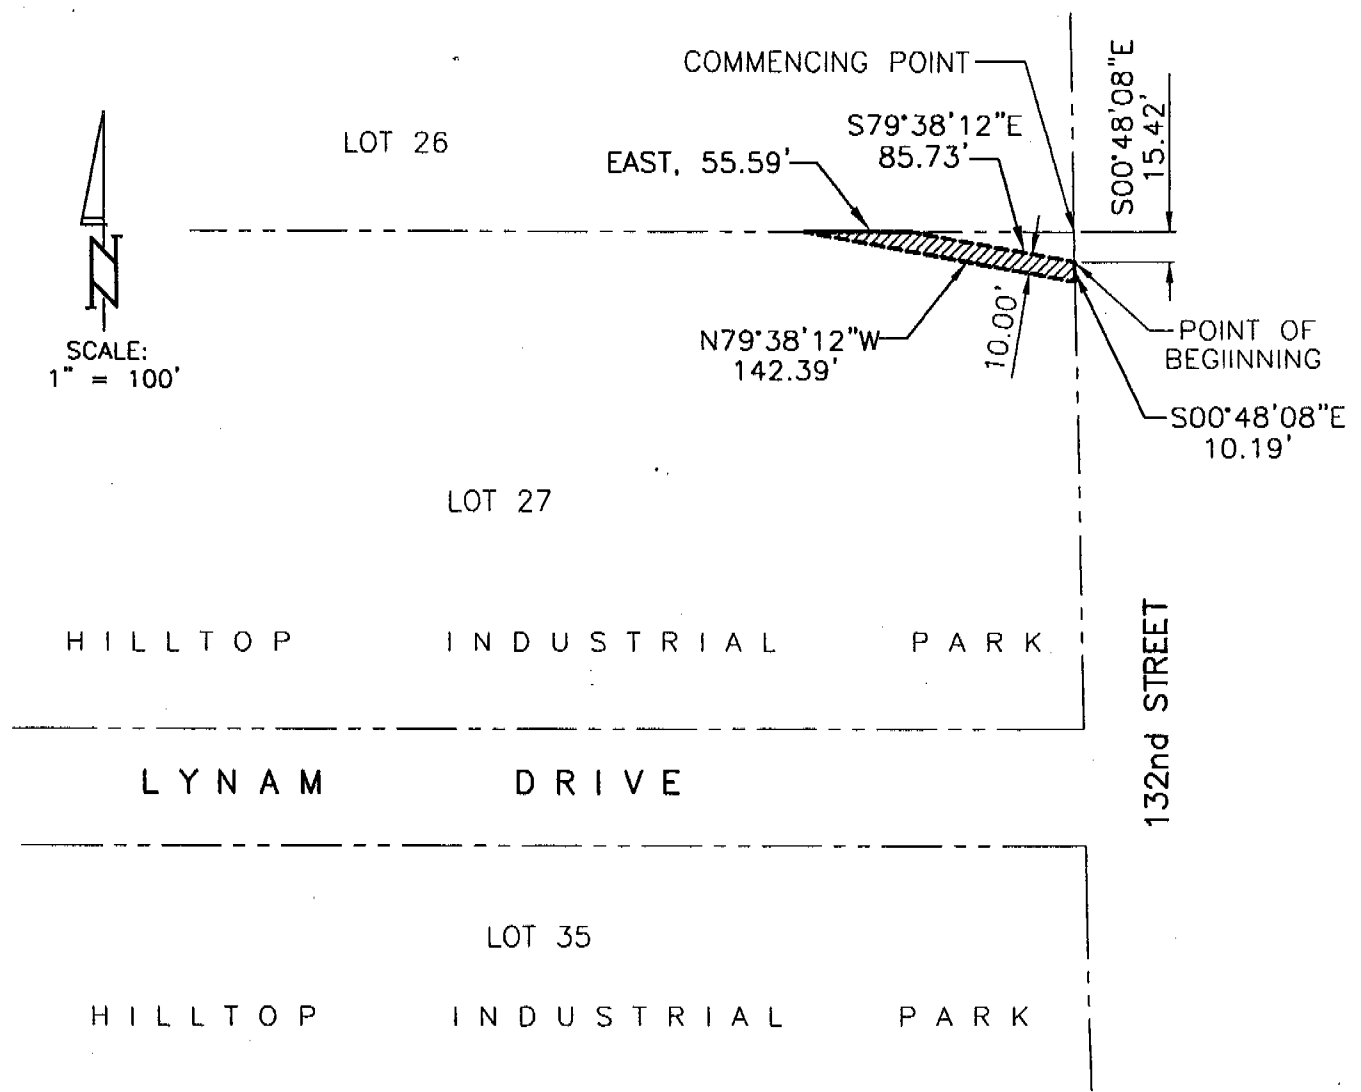 COMMENCING POINT
S00°48'08"E
15.42'
LOT 26
S79°38'12"E
85.73'
EAST, 55.59'
N
SCALE:
1" = 100'
N79°38'12"W
142.39'
10.00'
POINT OF
BEGIINNING
S00°48'08"E
10.19'
LOT 27
HILLTOP INDUSTRIAL PARK
132nd STREET
LYNAM DRIVE
LOT 35
HILLTOP INDUSTRIAL PARK